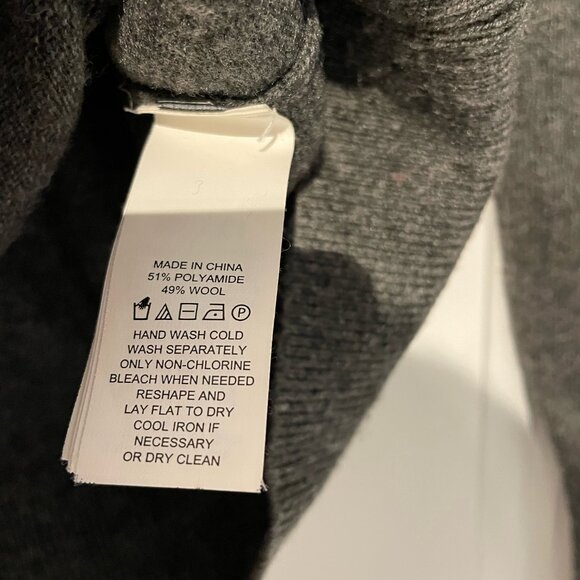 MADE IN CHINA
51% POLYAMIDE
49% WOOL
P
HAND WASH COLD
WASH SEPARATELY
ONLY NON-CHLORINE
BLEACH WHEN NEEDED
RESHAPE AND
LAY FLAT TO DRY
COOL IRON IF
NECESSARY
OR DRY CLEAN